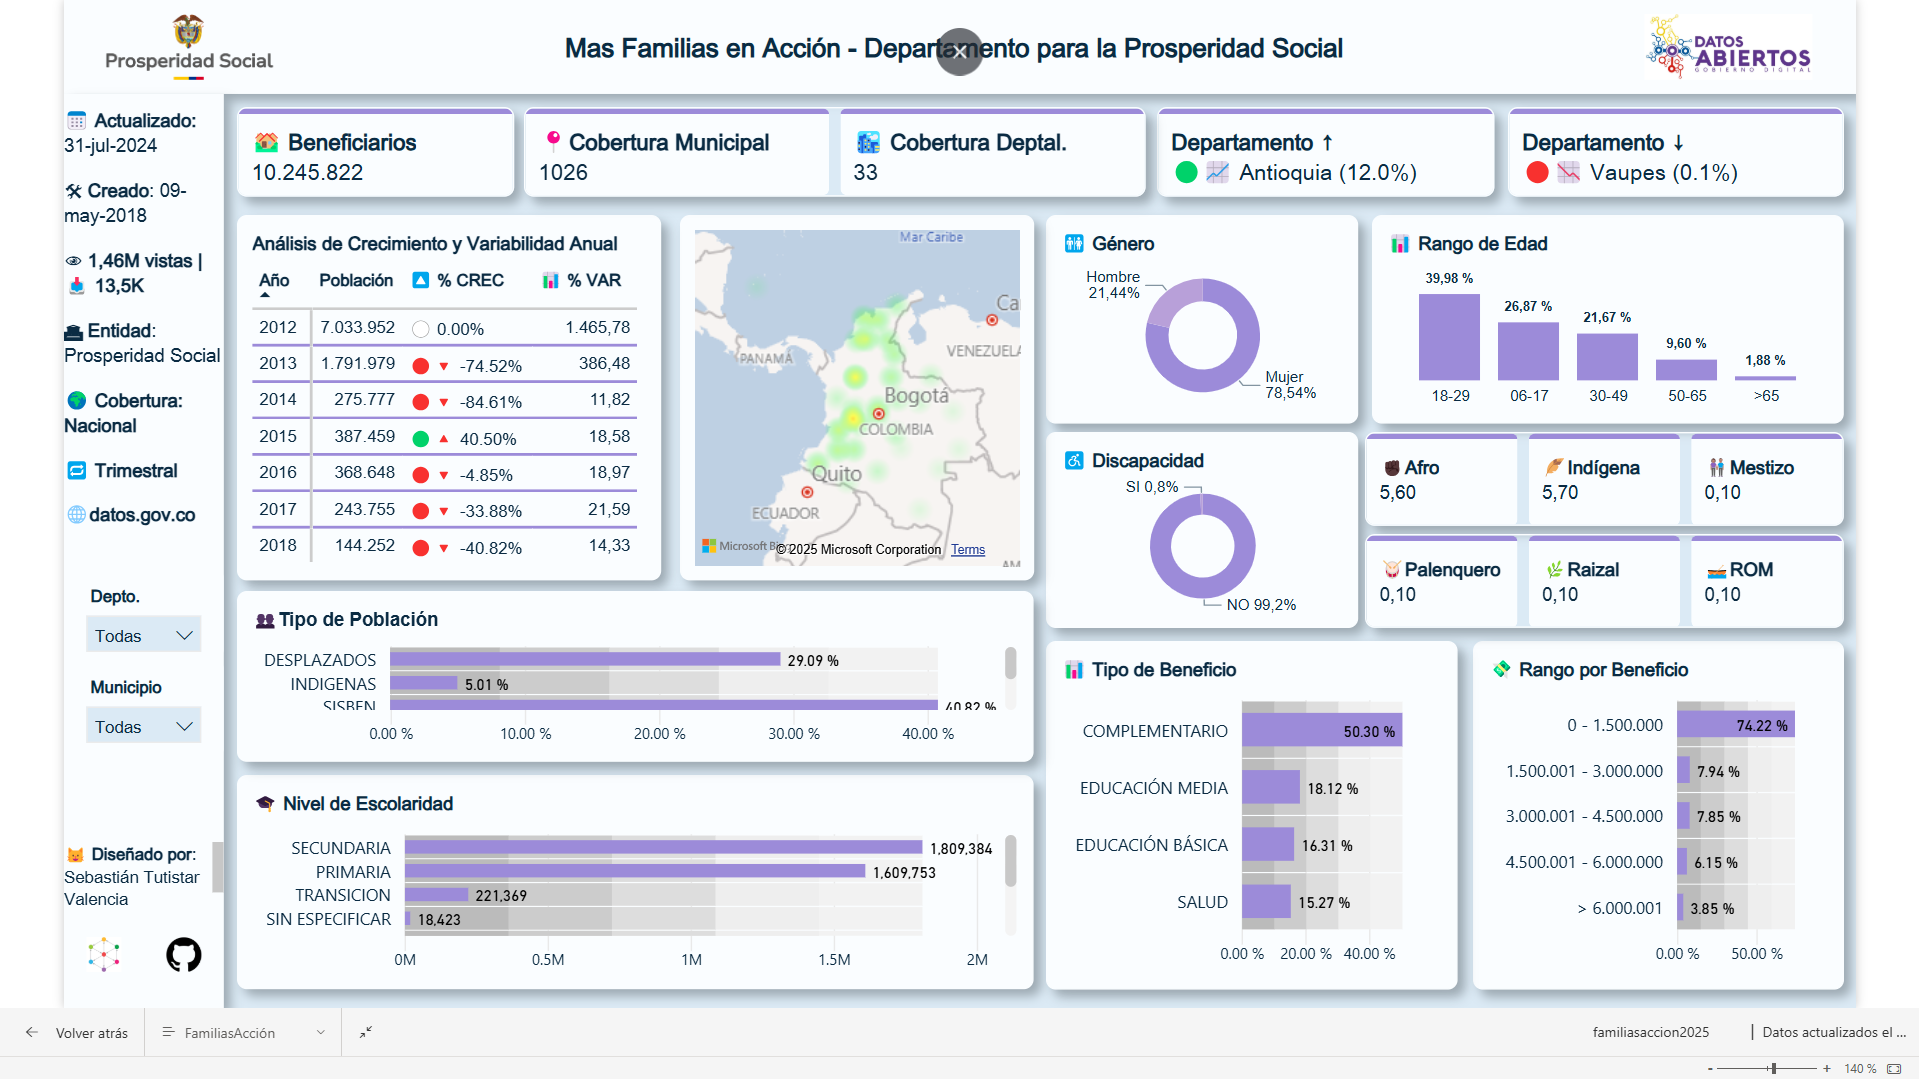 Prosperidad Social
Mas Familias en Acción - Departamento para la Prosperidad Social
DATOS
ABIERTOS
GOBIERNO DIGITAL
Actualizado:
31-jul-2024
Creado: 09-
may-2018
1,46M vistas |
13,5K
Entidad:
Prosperidad Social
Cobertura:
Nacional
Trimestral
datos.gov.co
Depto.
Todas
Municipio
Todas
Diseñado por:
Sebastián Tutistar
Valencia
Beneficiarios
10.245.822
Cobertura Municipal
1026
Cobertura Deptal.
33
Departamento ↑
Antioquia (12.0%)
Departamento ↓
Vaupes (0.1%)
Análisis de Crecimiento y Variabilidad Anual
Año Población % CREC % VAR
2012 7.033.952 0.00% 1.465,78
2013 1.791.979 ▼ -74.52% 386,48
2014 275.777 ▼ -84.61% 11,82
2015 387.459 ▲ 40.50% 18,58
2016 368.648 ▼ -4.85% 18,97
2017 243.755 ▼ -33.88% 21,59
2018 144.252 ▼ -40.82% 14,33
Mar Caribe
Ca
PANAMÁ
VENEZUELA
Bogotá
COLOMBIA
Quito
ECUADOR
AM
Microsoft Bi
© 2025 Microsoft Corporation Terms
Género
Hombre
21,44%
Mujer
78,54%
Rango de Edad
39,98 %
26,87 %
21,67 %
9,60 %
1,88 %
18-29 06-17 30-49 50-65 >65
Discapacidad
SI 0,8%
NO 99,2%
Afro
5,60
Indígena
5,70
Mestizo
0,10
Palenquero
0,10
Raizal
0,10
ROM
0,10
Tipo de Población
DESPLAZADOS 29.09 %
INDIGENAS 5.01 %
SISBEN 40.82 %
0.00 % 10.00 % 20.00 % 30.00 % 40.00 %
Nivel de Escolaridad
SECUNDARIA 1,809,384
PRIMARIA 1,609,753
TRANSICION 221,369
SIN ESPECIFICAR 18,423
0M 0.5M 1M 1.5M 2M
Tipo de Beneficio
COMPLEMENTARIO 50.30 %
EDUCACIÓN MEDIA 18.12 %
EDUCACIÓN BÁSICA 16.31 %
SALUD 15.27 %
0.00 % 20.00 % 40.00 %
Rango por Beneficio
0 - 1.500.000 74.22 %
1.500.001 - 3.000.000 7.94 %
3.000.001 - 4.500.000 7.85 %
4.500.001 - 6.000.000 6.15 %
> 6.000.001 3.85 %
0.00 % 50.00 %
Volver atrás
FamiliasAcción
familiasaccion2025 | Datos actualizados el ...
- + 140 %